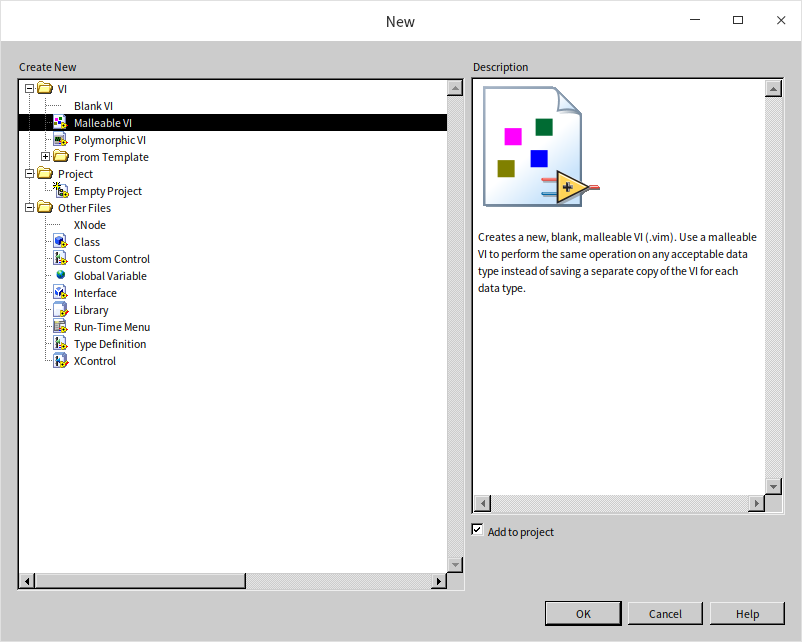 New
Create New
VI
Blank VI
Malleable VI
Polymorphic VI
From Template
Project
Empty Project
Other Files
XNode
Class
Custom Control
Global Variable
Interface
Library
Run-Time Menu
Type Definition
XControl
Description
Creates a new, blank, malleable VI (.vim). Use a malleable
VI to perform the same operation on any acceptable data
type instead of saving a separate copy of the VI for each
data type.
Add to project
OK
Cancel
Help